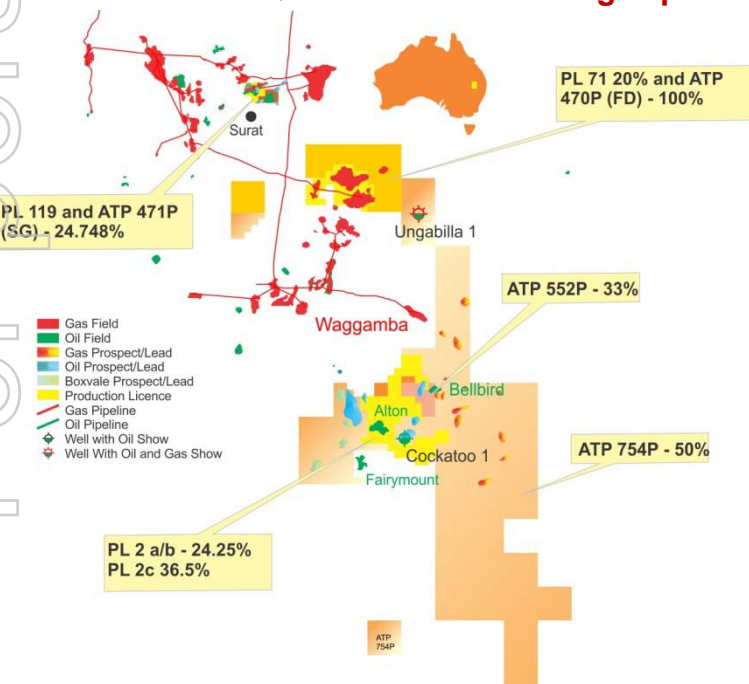 PL 71 20% and ATP
470P (FD) - 100%
Surat
PL 119 and ATP 471P
(SG) - 24.748%
Ungabilla 1
ATP 552P - 33%
Waggamba
Gas Field
Oil Field
Gas Prospect/Lead
Oil Prospect/Lead
Boxvale Prospect/Lead
Production Licence
Gas Pipeline
Oil Pipeline
Well with Oil Show
Well With Oil and Gas Show
Bellbird
Alton
Cockatoo 1
ATP 754P - 50%
Fairymount
PL 2 a/b - 24.25%
PL 2c 36.5%
ATP
754P